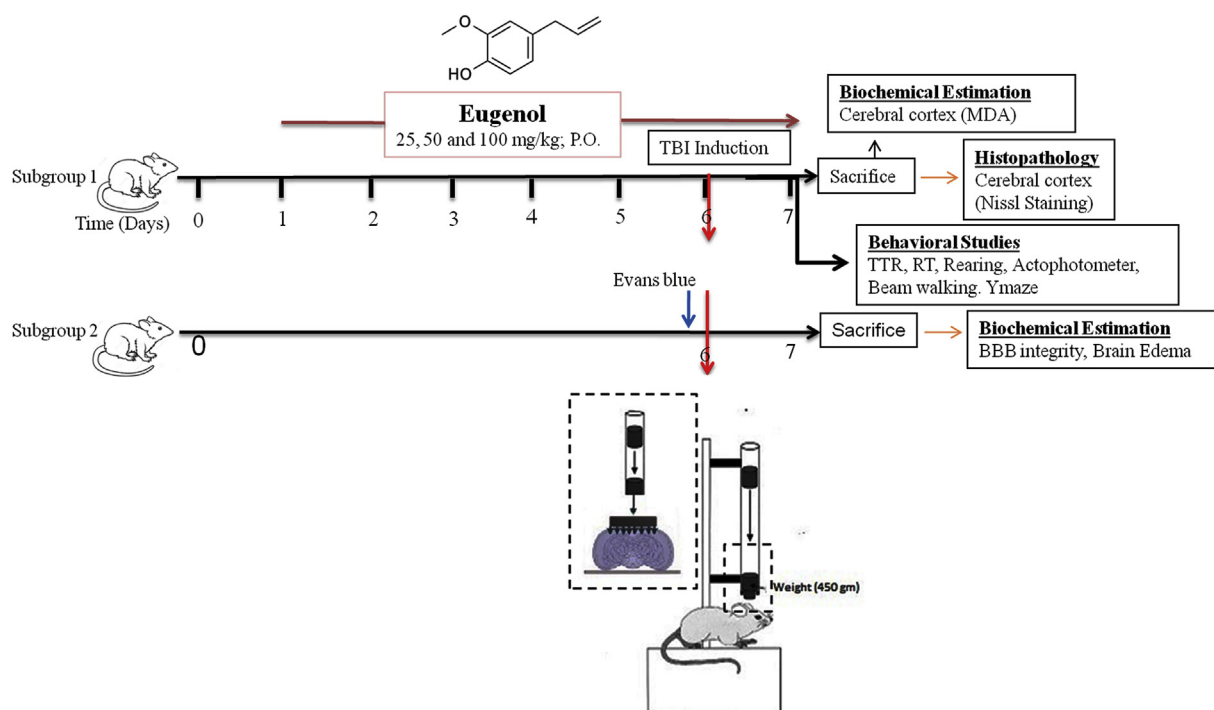 O
HO
Eugenol
25, 50 and 100 mg/kg; P.O.
TBI Induction
Biochemical Estimation
Cerebral cortex (MDA)
Subgroup 1
Sacrifice
Histopathology
Cerebral cortex
(Nissl Staining)
Time (Days)
0 1 2 3 4 5 6 7
Behavioral Studies
TTR, RT, Rearing, Actophotometer,
Beam walking. Ymaze
Evans blue
Subgroup 2
Sacrifice
Biochemical Estimation
BBB integrity, Brain Edema
0 6 7
Weight (450 gm)